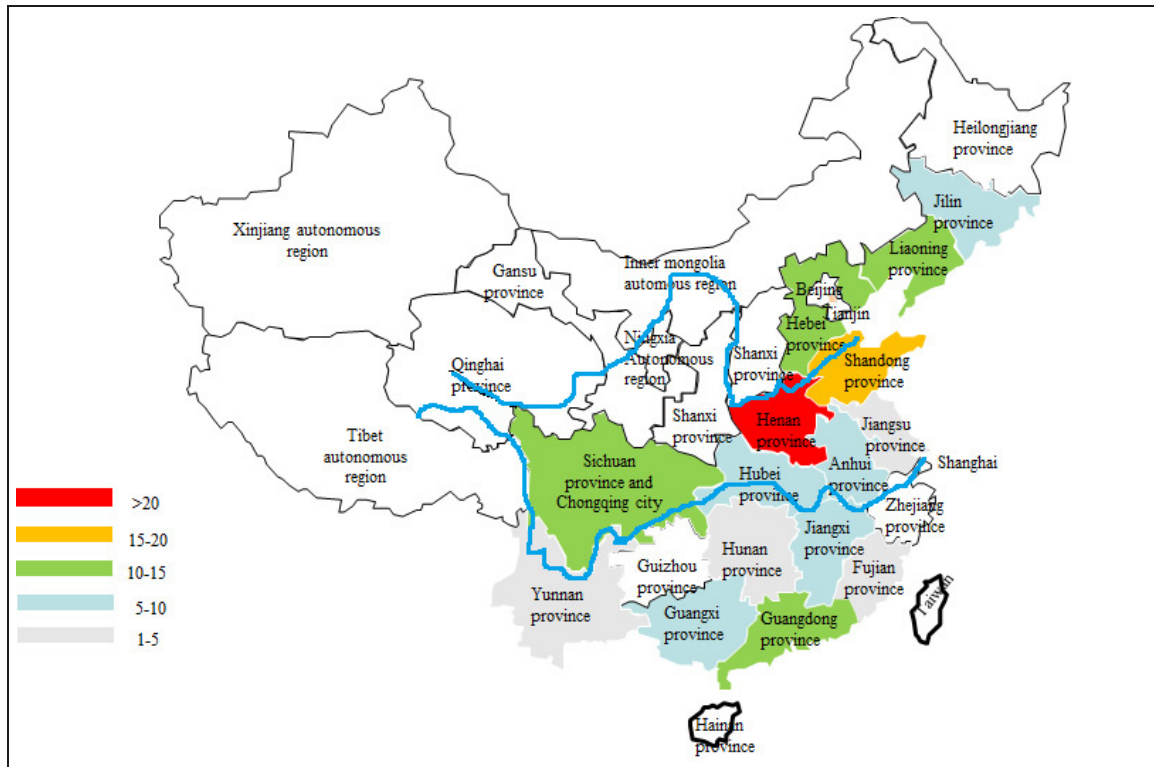 Heilongjiang
province
Jilin
province
Xinjiang autonomous
region
Liaoning
province
Gansu
province
Inner mongolia
automous region
Beijing
Tianjin
Hebei
province
Ningxia
Autonomous
region
Shanxi
province
Shandong
province
Qinghai
province
Shanxi
province
Henan
province
Jiangsu
province
Tibet
autonomous
region
Sichuan
province and
Chongqing city
Hubei
province
Anhui
province
Shanghai
Zhejiang
province
>20
15-20
10-15
5-10
1-5
Jiangxi
province
Hunan
province
Guizhou
province
Fujian
province
Yunnan
province
Taiwan
Guangxi
province
Guangdong
province
Hainan
province